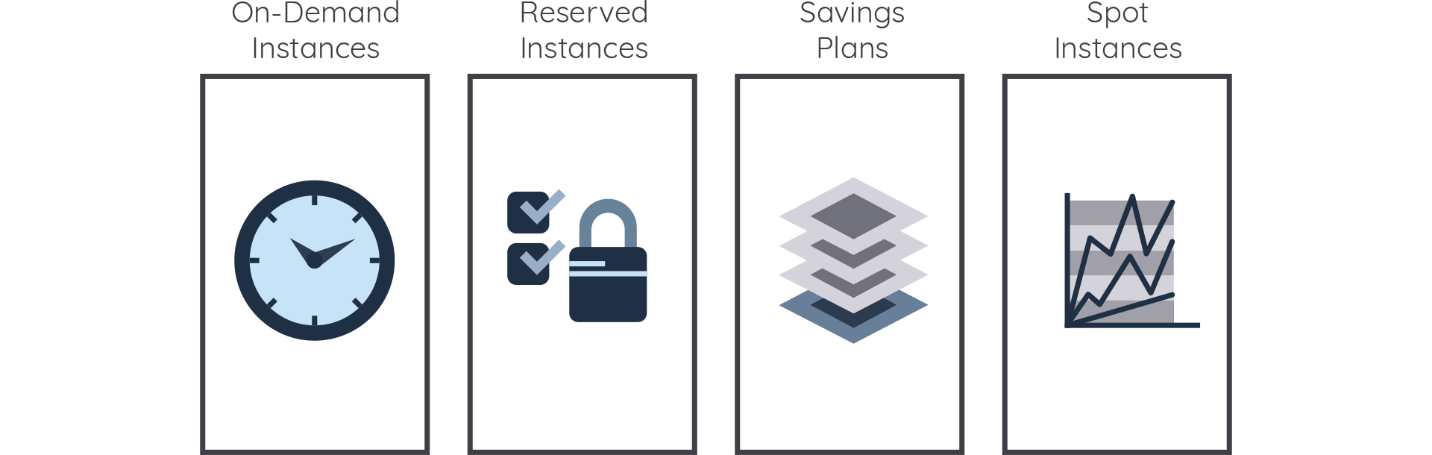 On-Demand
Instances
Reserved
Instances
Savings
Plans
Spot
Instances